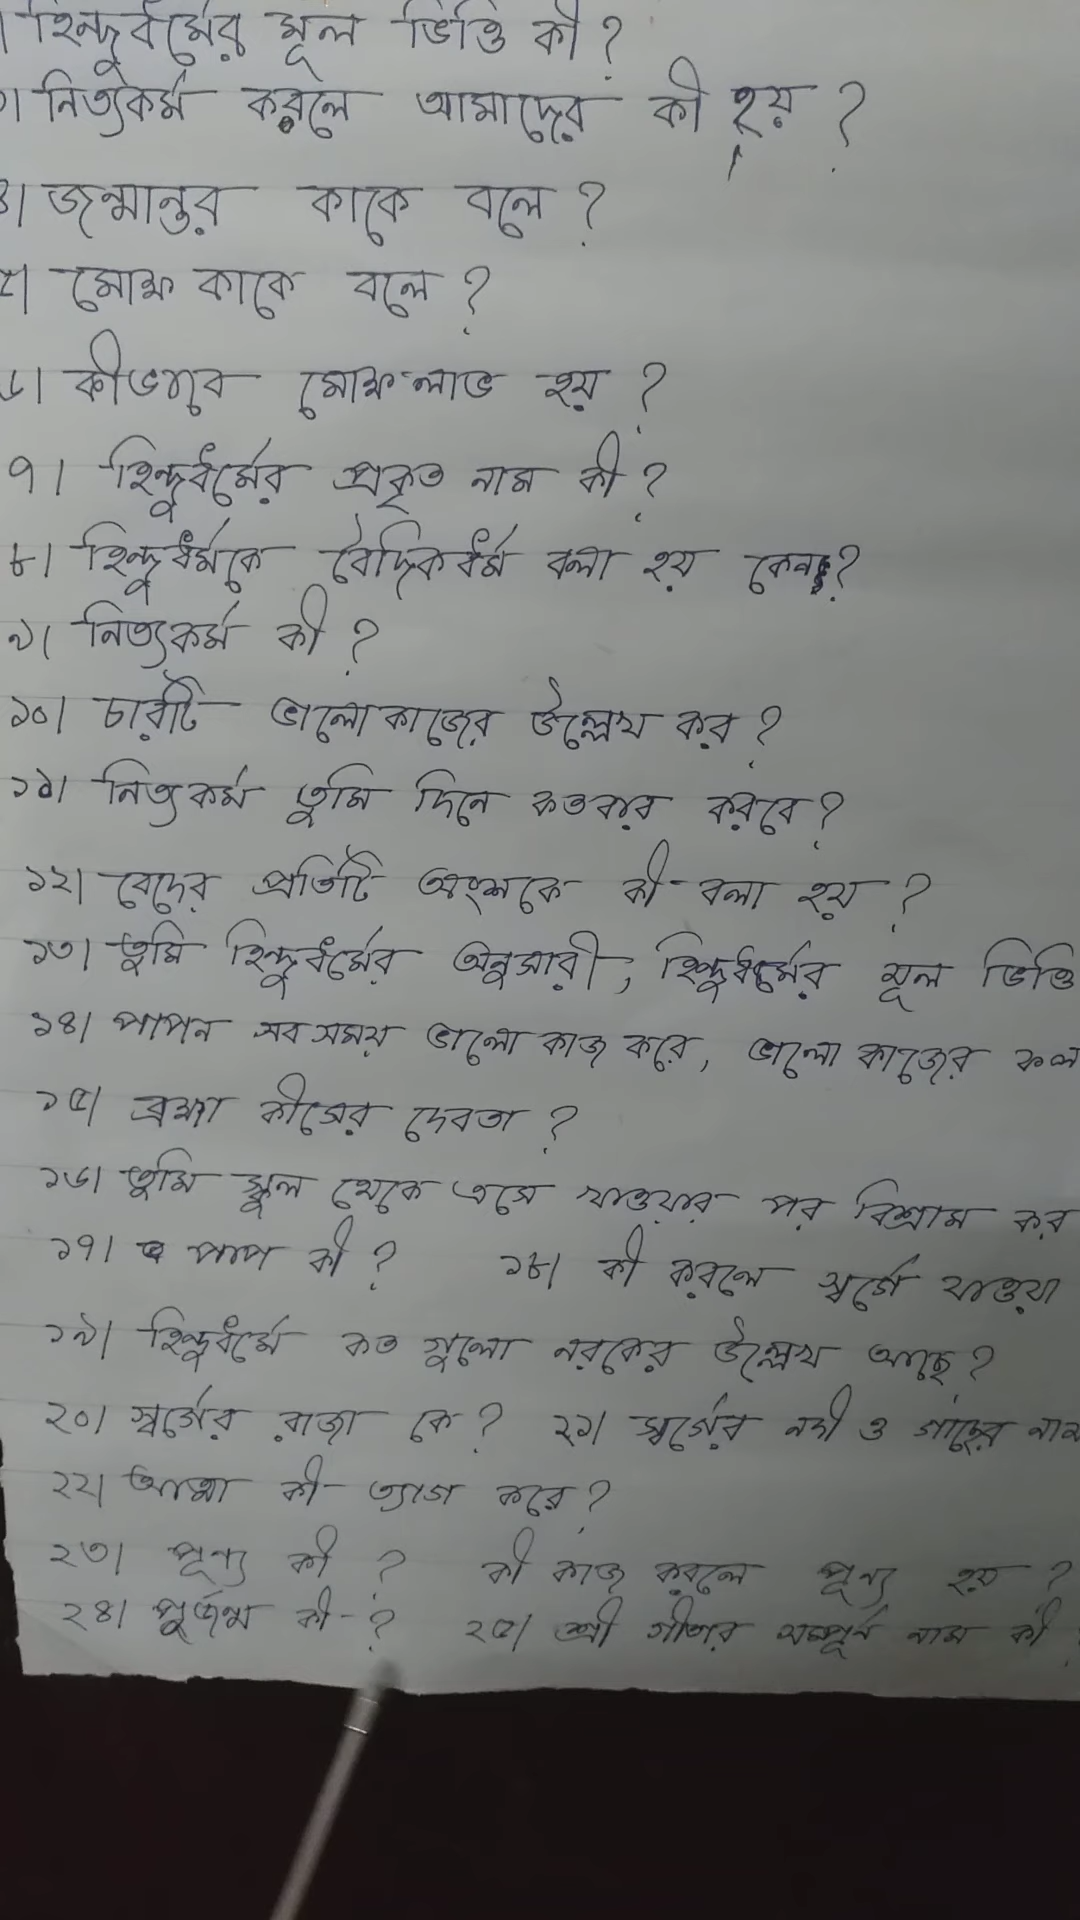 । হিন্দুধর্মের মূল ভিত্তি কী?
৩। নিত্যকর্ম করলে আমাদের কী হয়?
৪। জন্মান্তর কাকে বলে?
৫। মোক্ষ কাকে বলে?
৬। কীভাবে মোক্ষলাভ হয়?
৭। হিন্দুধর্মের প্রকৃত নাম কী?
৮। হিন্দুধর্মকে বৈদিকধর্ম বলা হয় কেন?
৯। নিত্যকর্ম কী?
১০। চারটি ভালো কাজের উল্লেখ কর?
১১। নিত্যকর্ম তুমি দিনে কতবার করবে?
১২। বেদের প্রতিটি অংশকে কী বলা হয়?
১৩। তুমি হিন্দুধর্মের অনুসারী, হিন্দুধর্মের মূল ভিত্তি
১৪। পাপন সব সময় ভালো কাজ করে, ভালো কাজের ফল
১৫। ব্রহ্মা কীসের দেবতা?
১৬। তুমি স্কুল থেকে এসে খাওয়ার পর বিশ্রাম কর
১৭। পাপ কী? ১৮। কী করলে স্বর্গে যাওয়া
১৯। হিন্দুধর্মে কত গুলো নরকের উল্লেখ আছে?
২০। স্বর্গের রাজা কে? ২১। স্বর্গের নদী ও গাছের নাম
২২। আত্মা কী ত্যাগ করে?
২৩। পূণ্য কী? কী কাজ করলে পূণ্য হয়?
২৪। পুর্জন্ম কী? ২৫। শ্রী গীতার সম্পূর্ন নাম কী